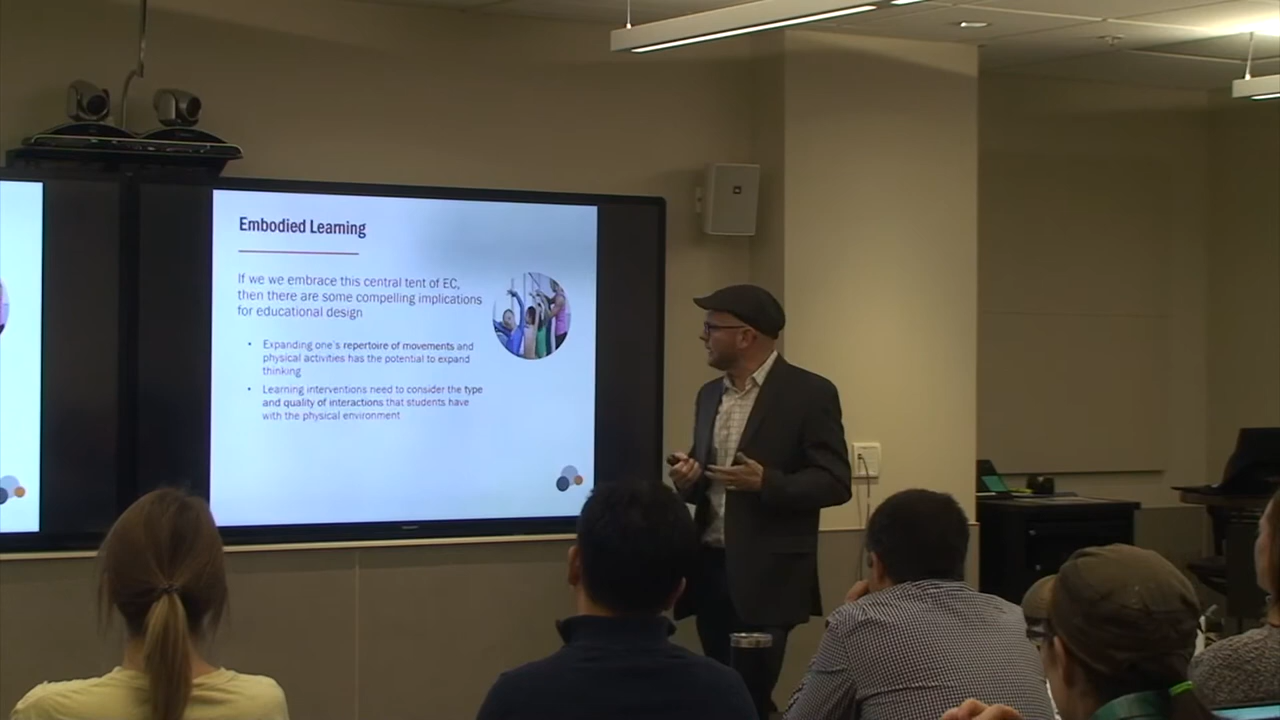 Embodied Learning
If we we embrace this central tent of EC,
then there are some compelling implications
for educational design
• Expanding one's repertoire of movements and
physical activities has the potential to expand
thinking
• Learning interventions need to consider the type
and quality of interactions that students have
with the physical environment